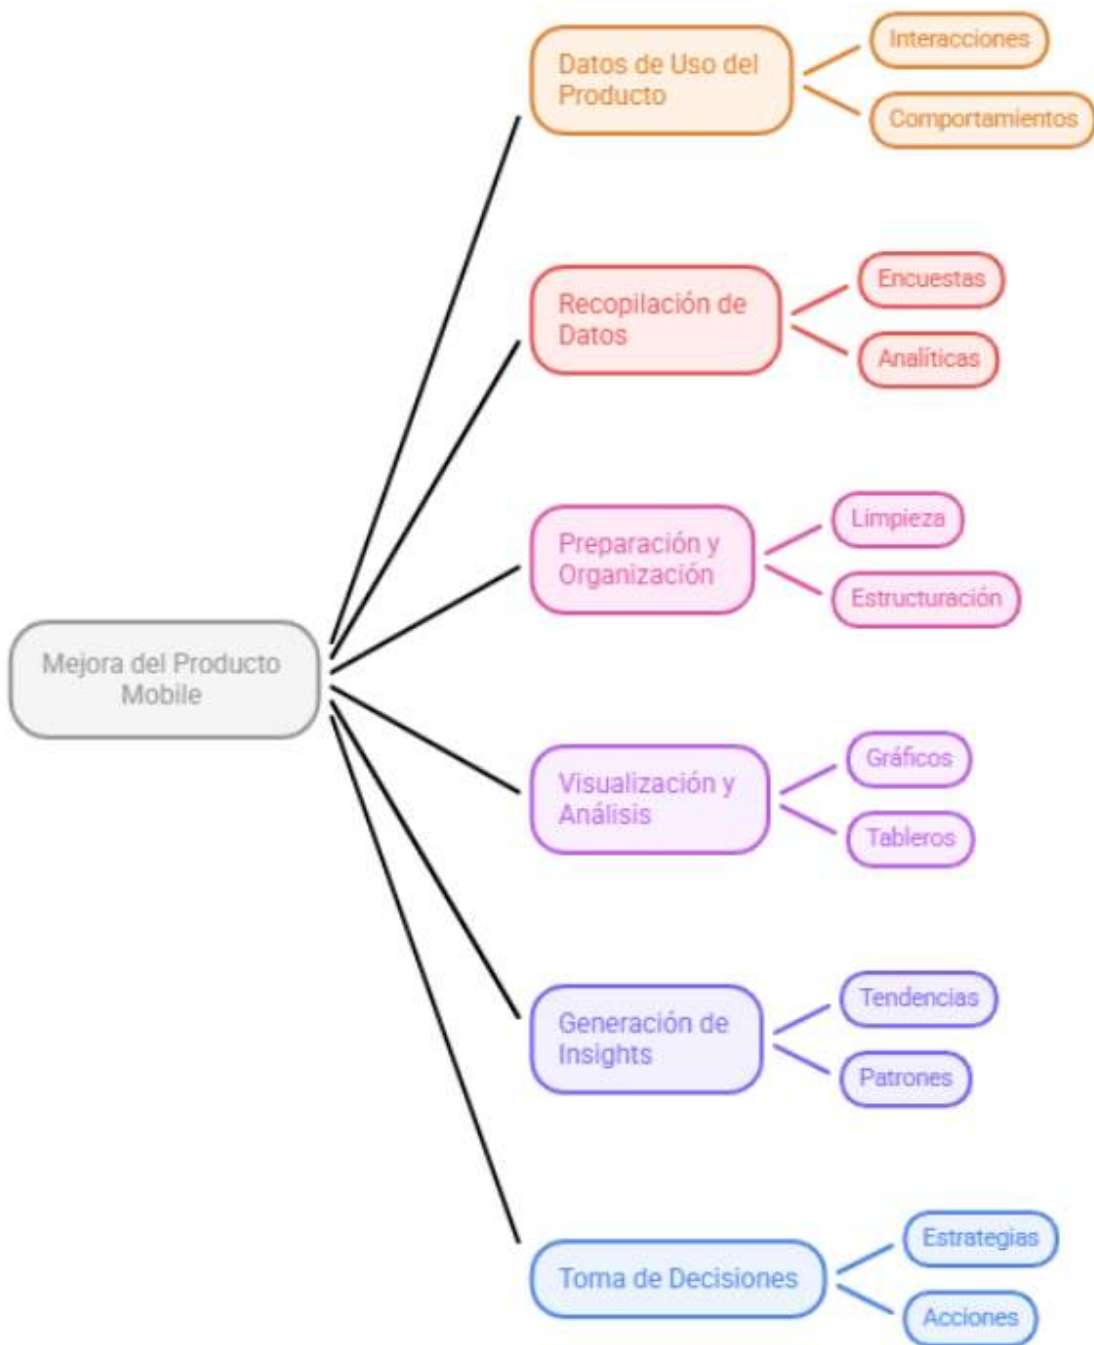 Mejora del Producto
Mobile
Datos de Uso del
Producto
Interacciones
Comportamientos
Recopilación de
Datos
Encuestas
Analíticas
Preparación y
Organización
Limpieza
Estructuración
Visualización y
Análisis
Gráficos
Tableros
Generación de
Insights
Tendencias
Patrones
Toma de Decisiones
Estrategias
Acciones